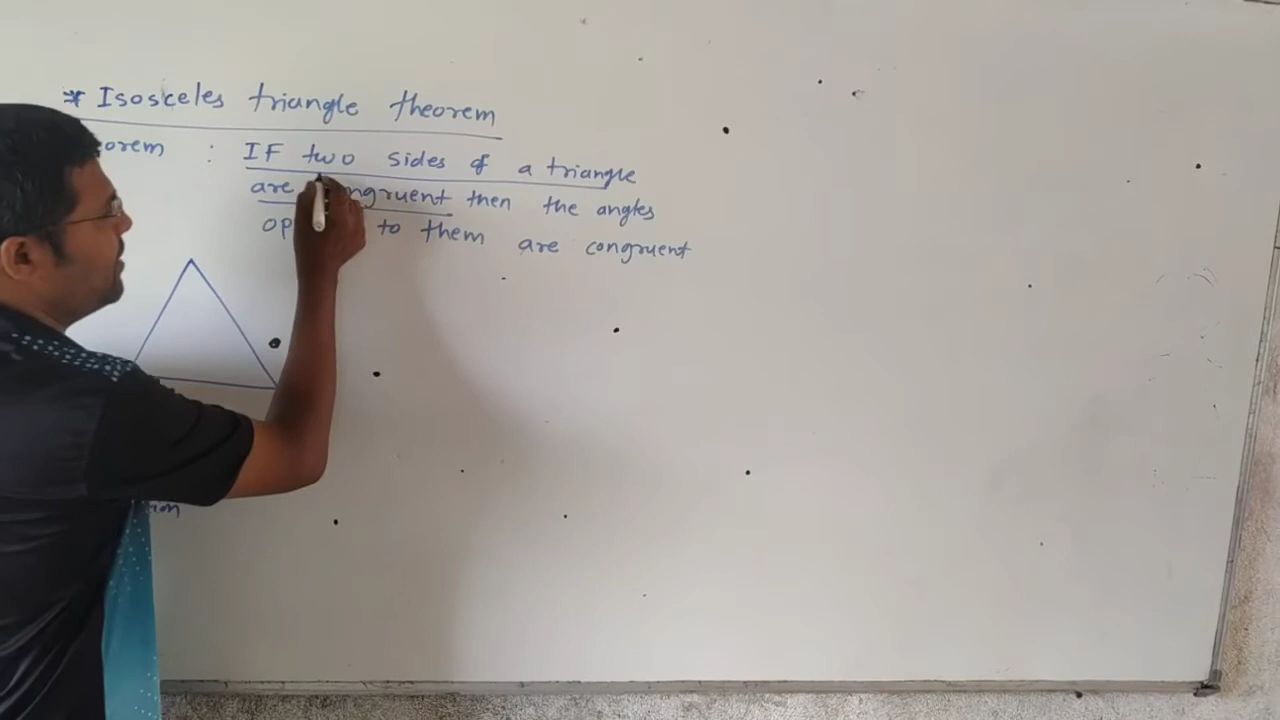 * Isosceles triangle theorem
orem : IF two sides of a triangle
are ngruent then the angles
op to them are congruent